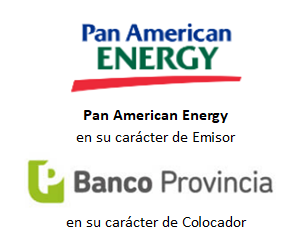 Pan American
ENERGY
Pan American Energy
en su carácter de Emisor
Banco Provincia
en su carácter de Colocador